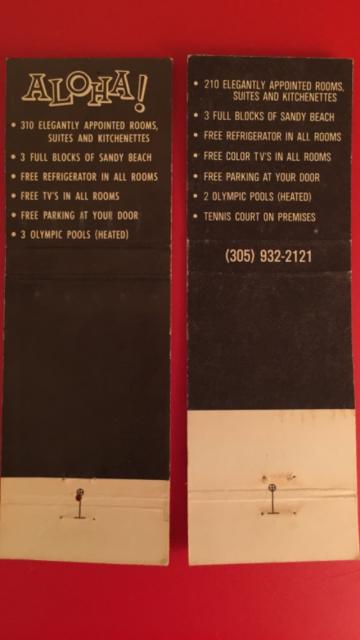 ALOHA!
• 310 ELEGANTLY APPOINTED ROOMS,
SUITES AND KITCHENETTES
• 3 FULL BLOCKS OF SANDY BEACH
• FREE REFRIGERATOR IN ALL ROOMS
• FREE TV'S IN ALL ROOMS
• FREE PARKING AT YOUR DOOR
• 3 OLYMPIC POOLS (HEATED)
• 210 ELEGANTLY APPOINTED ROOMS,
SUITES AND KITCHENETTES
• 3 FULL BLOCKS OF SANDY BEACH
• FREE REFRIGERATOR IN ALL ROOMS
• FREE COLOR TV'S IN ALL ROOMS
• FREE PARKING AT YOUR DOOR
• 2 OLYMPIC POOLS (HEATED)
• TENNIS COURT ON PREMISES
(305) 932-2121